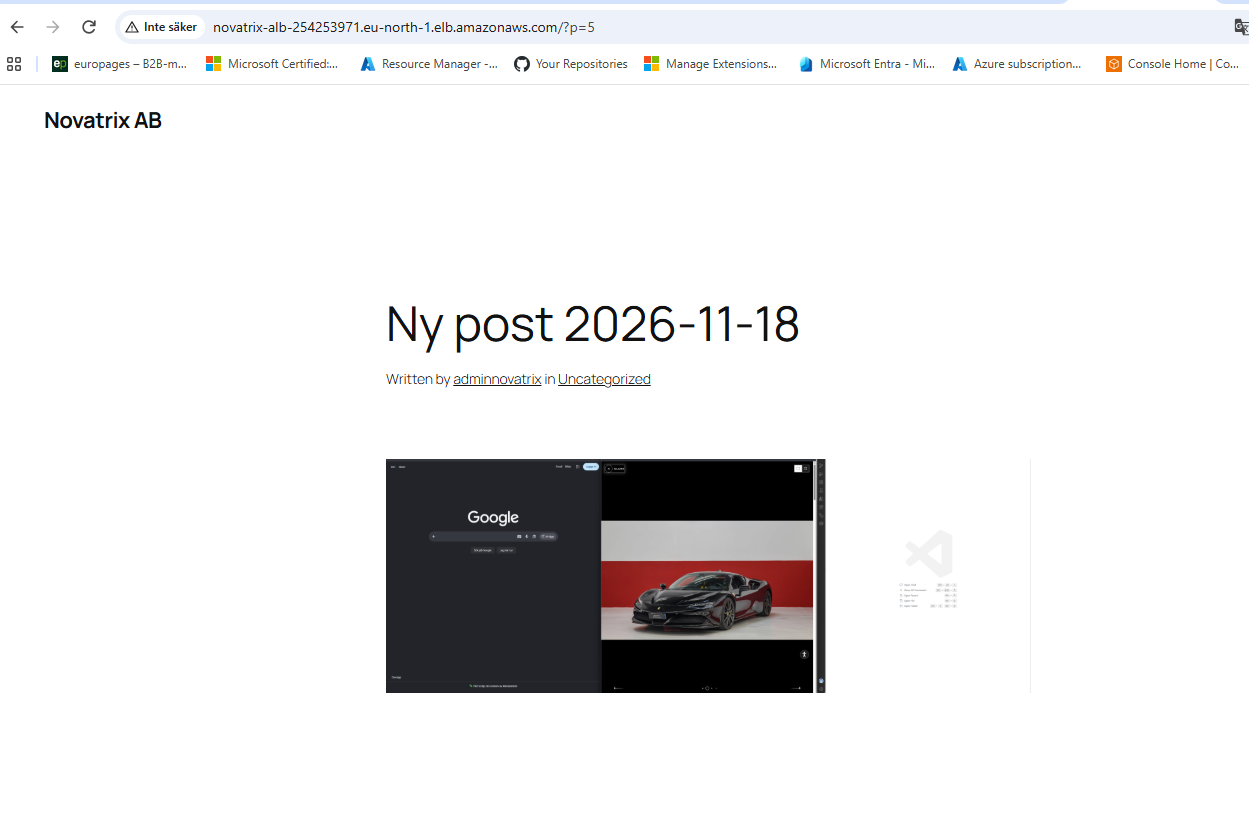 Inte säker
novatrix-alb-254253971.eu-north-1.elb.amazonaws.com/?p=5
ep europages – B2B-m...
Microsoft Certified:...
Resource Manager -...
Your Repositories
Manage Extensions...
Microsoft Entra - Mi...
Azure subscription...
Console Home | Co...
Novatrix AB
Ny post 2026-11-18
Written by adminnovatrix in Uncategorized
Google